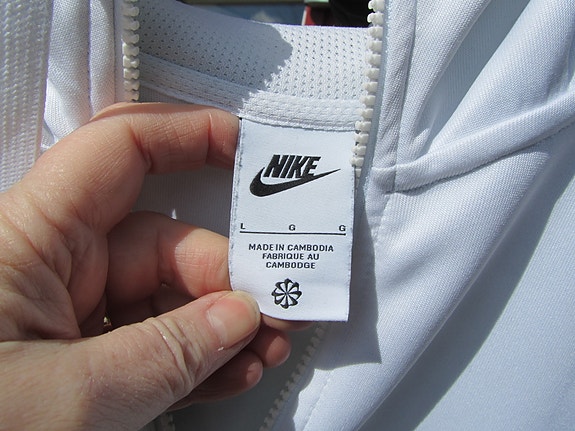 NIKE
L G G
MADE IN CAMBODIA
FABRIQUE AU
CAMBODGE